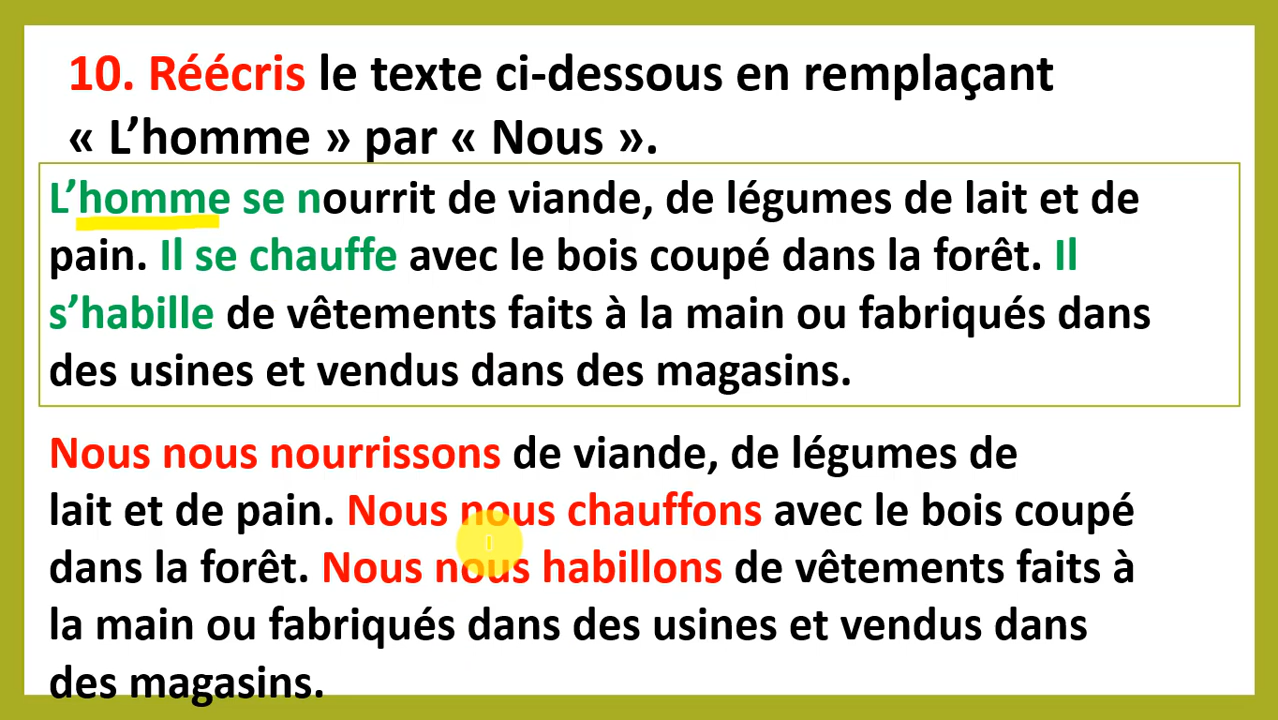 10. Réécris le texte ci-dessous en remplaçant
« L’homme » par « Nous ».
L’homme se nourrit de viande, de légumes de lait et de
pain. Il se chauffe avec le bois coupé dans la forêt. Il
s’habille de vêtements faits à la main ou fabriqués dans
des usines et vendus dans des magasins.
Nous nous nourrissons de viande, de légumes de
lait et de pain. Nous nous chauffons avec le bois coupé
dans la forêt. Nous nous habillons de vêtements faits à
la main ou fabriqués dans des usines et vendus dans
des magasins.